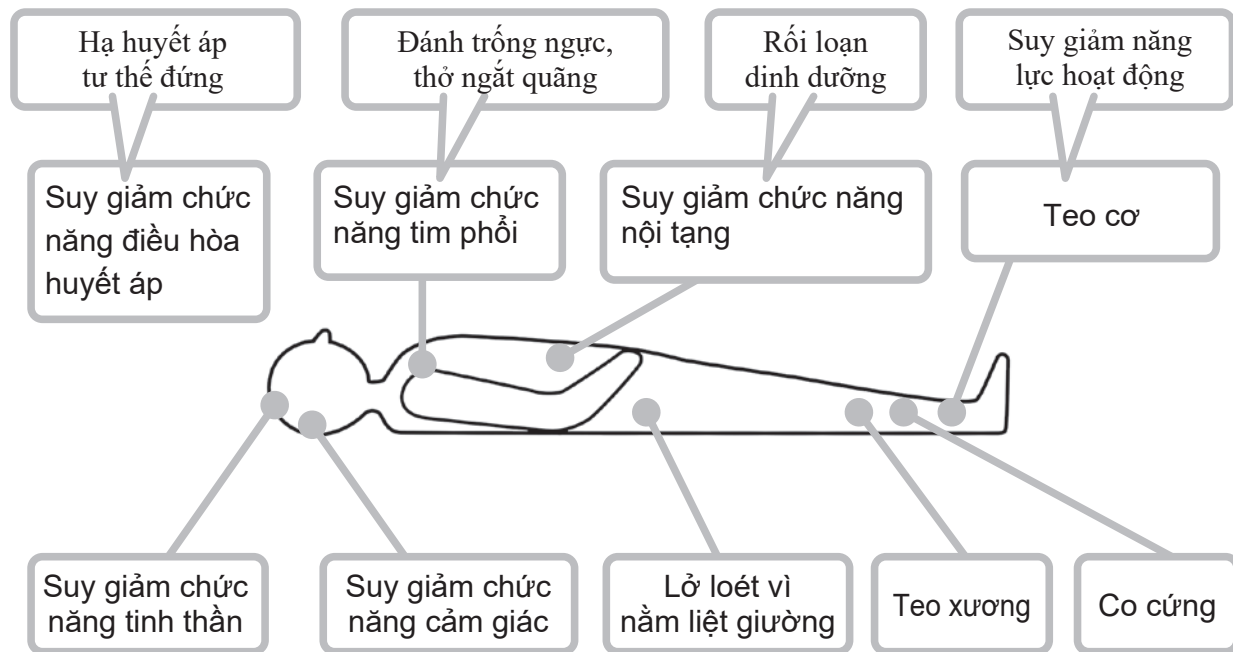 Hạ huyết áp
tư thế đứng
Đánh trống ngực,
thở ngắt quãng
Rối loạn
dinh dưỡng
Suy giảm năng
lực hoạt động
Suy giảm chức
năng điều hòa
huyết áp
Suy giảm chức
năng tim phổi
Suy giảm chức năng
nội tạng
Teo cơ
Suy giảm chức
năng tinh thần
Suy giảm chức
năng cảm giác
Lở loét vì
nằm liệt giường
Teo xương
Co cứng